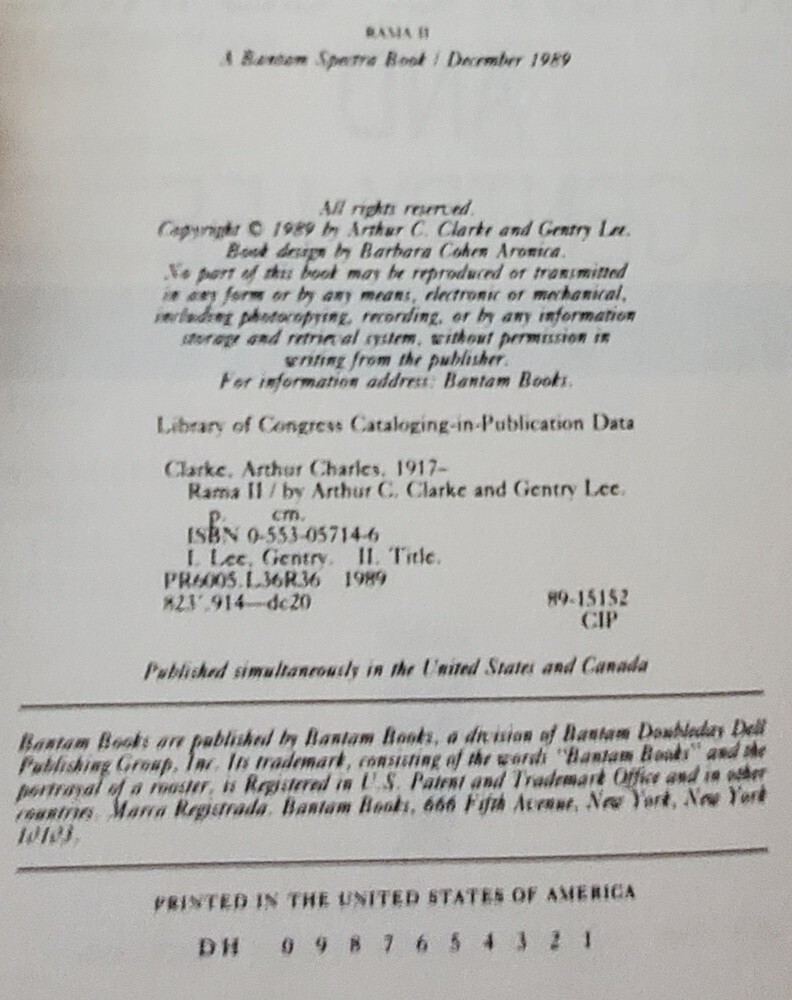 RAMA II
A Bantam Spectra Book / December 1989
All rights reserved.
Copyright © 1989 by Arthur C. Clarke and Gentry Lee.
Book design by Barbara Cohen Aronica.
No part of this book may be reproduced or transmitted
in any form or by any means, electronic or mechanical,
including photocopying, recording, or by any information
storage and retrieval system, without permission in
writing from the publisher.
For information address: Bantam Books.
Library of Congress Cataloging-in-Publication Data
Clarke, Arthur Charles, 1917–
Rama II / by Arthur C. Clarke and Gentry Lee.
p. cm.
ISBN 0-553-05714-6
I. Lee, Gentry. II. Title.
PR6005.L36R36 1989
823'.914—dc20 89-15152
CIP
Published simultaneously in the United States and Canada
Bantam Books are published by Bantam Books, a division of Bantam Doubleday Dell
Publishing Group, Inc. Its trademark, consisting of the words "Bantam Books" and the
portrayal of a rooster, is Registered in U.S. Patent and Trademark Office and in other
countries. Marca Registrada. Bantam Books, 666 Fifth Avenue, New York, New York
10103.
PRINTED IN THE UNITED STATES OF AMERICA
DH 0 9 8 7 6 5 4 3 2 1